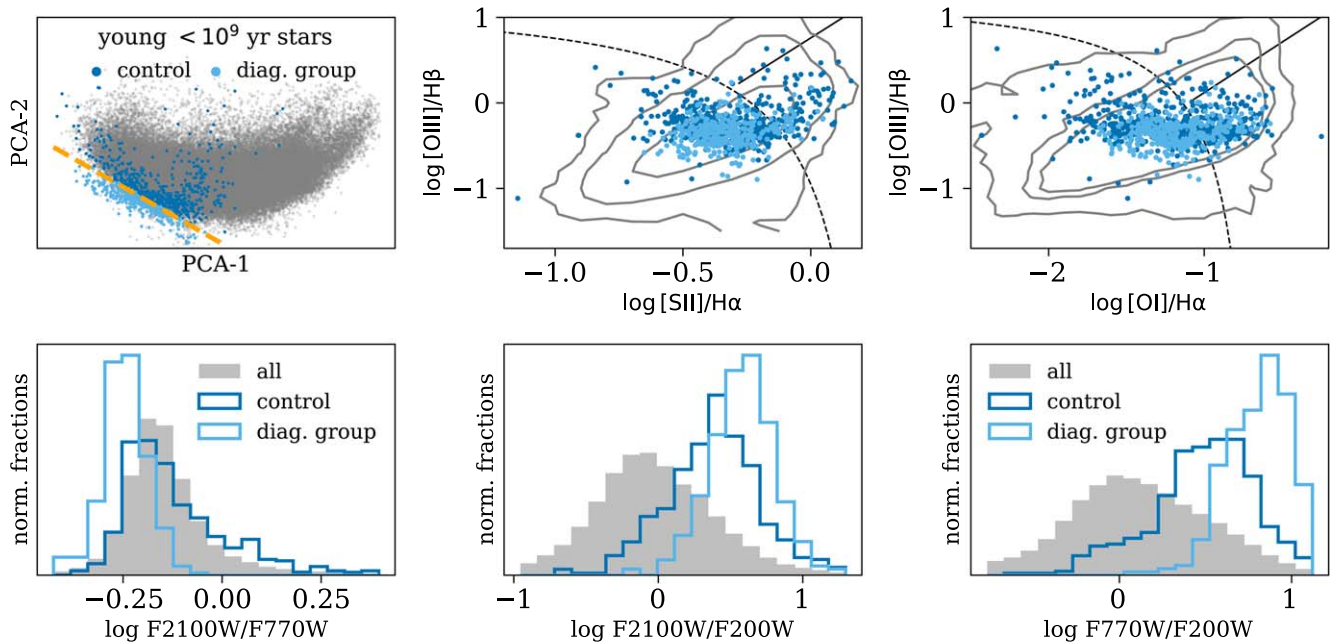 young < 10⁹ yr stars
control
diag. group
PCA-2
PCA-1
1
0
−1
log [OIII]/Hβ
−1.0
−0.5
0.0
log [SII]/Hα
1
0
−1
log [OIII]/Hβ
−2
−1
log [OI]/Hα
norm. fractions
all
control
diag. group
−0.25
0.00
0.25
log F2100W/F770W
norm. fractions
−1
0
1
log F2100W/F200W
norm. fractions
all
control
diag. group
0
1
log F770W/F200W